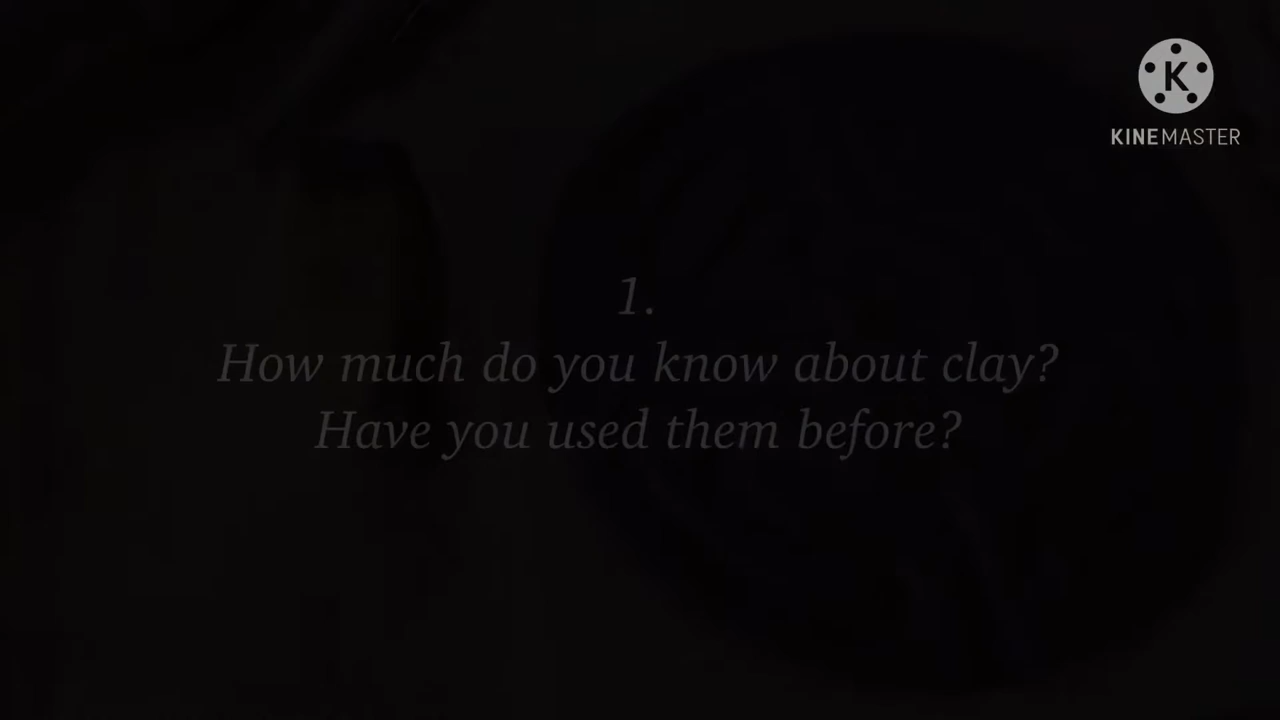 K
KINEMASTER
1.
How much do you know about clay?
Have you used them before?